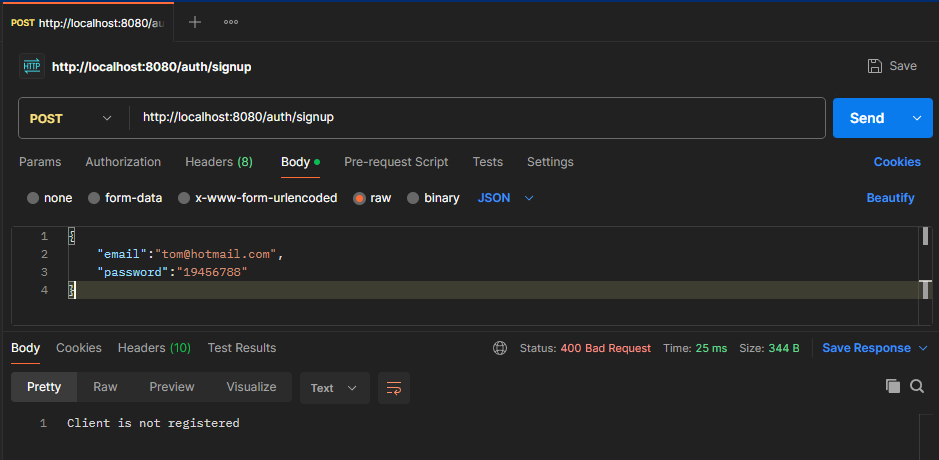 POST http://localhost:8080/au
HTTP http://localhost:8080/auth/signup
Save
POST http://localhost:8080/auth/signup
Send
Params Authorization Headers (8) Body Pre-request Script Tests Settings
Cookies
none form-data x-www-form-urlencoded raw binary JSON
Beautify
1 {
2 "email":"tom@hotmail.com",
3 "password":"19456788"
4 }
Body Cookies Headers (10) Test Results
Status: 400 Bad Request Time: 25 ms Size: 344 B
Save Response
Pretty Raw Preview Visualize Text
1 Client is not registered